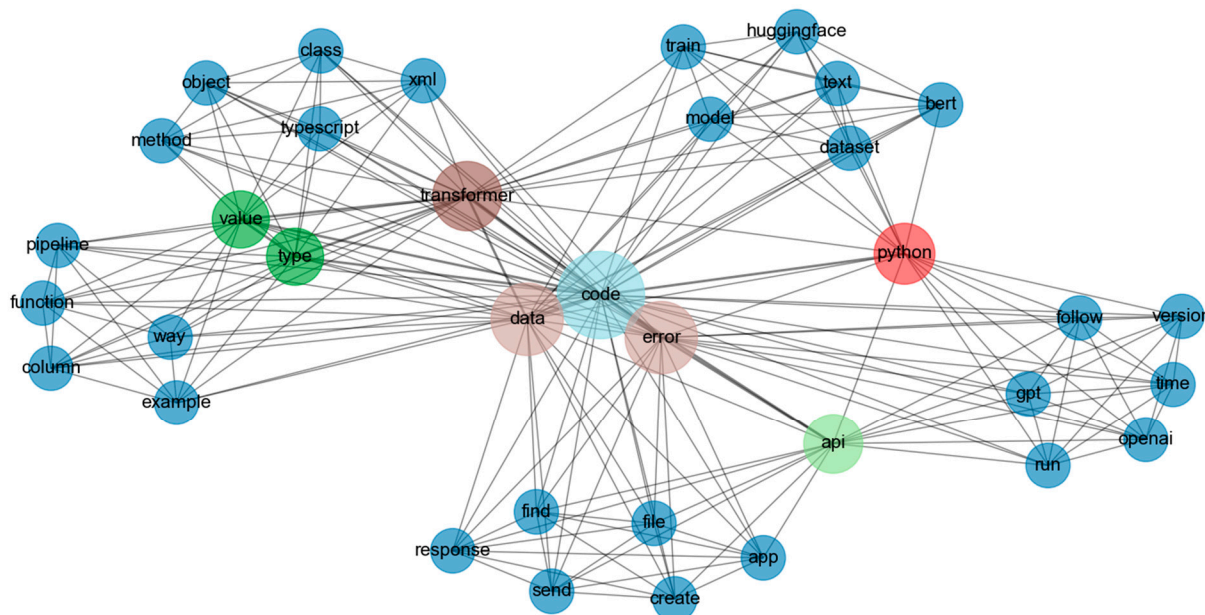 huggingface
class
train
xml
object
text
bert
model
typescript
method
dataset
transformer
value
pipeline
type
python
code
function
data
follow
version
way
error
column
time
gpt
example
openai
api
run
find
file
response
app
send
create